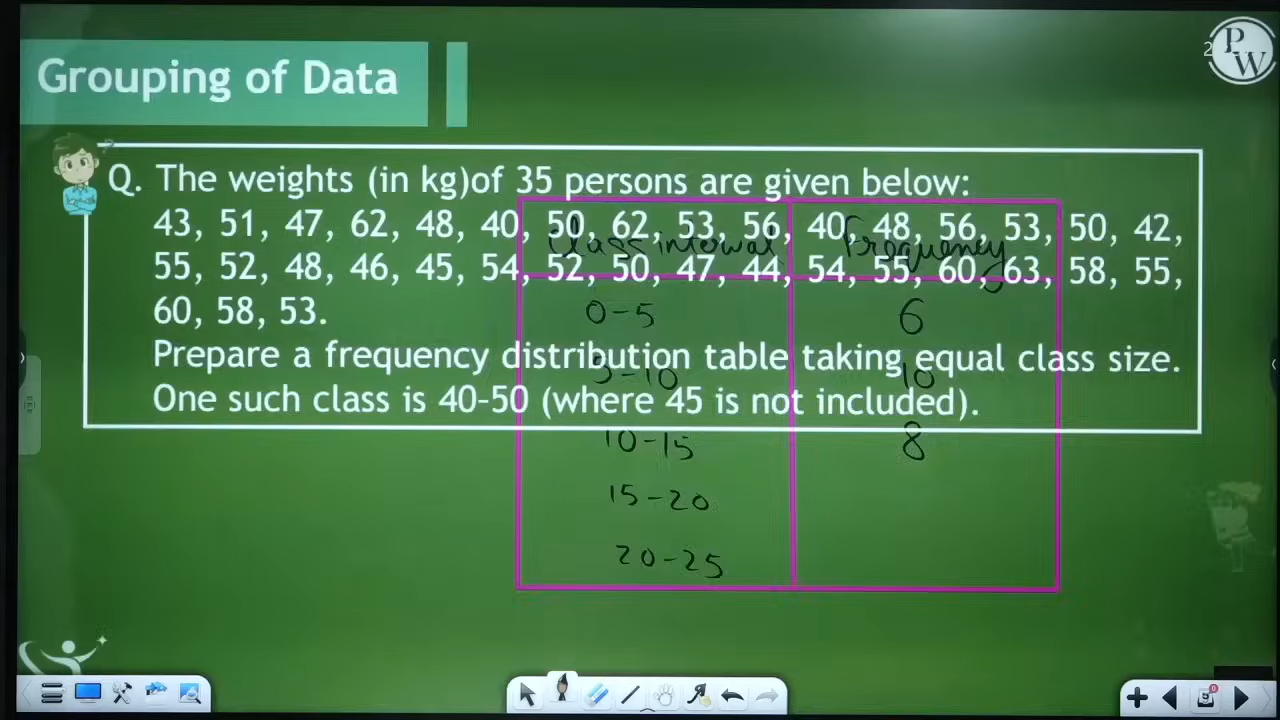 Grouping of Data
PW
2
Q. The weights (in kg)of 35 persons are given below:
43, 51, 47, 62, 48, 40, 50, 62, 53, 56, 40, 48, 56, 53, 50, 42,
Class interval Frequency
55, 52, 48, 46, 45, 54, 52, 50, 47, 44, 54, 55, 60, 63, 58, 55,
60, 58, 53.
0-5 6
Prepare a frequency distribution table taking equal class size.
5-10 10
One such class is 40-50 (where 45 is not included).
10-15 8
15-20
20-25